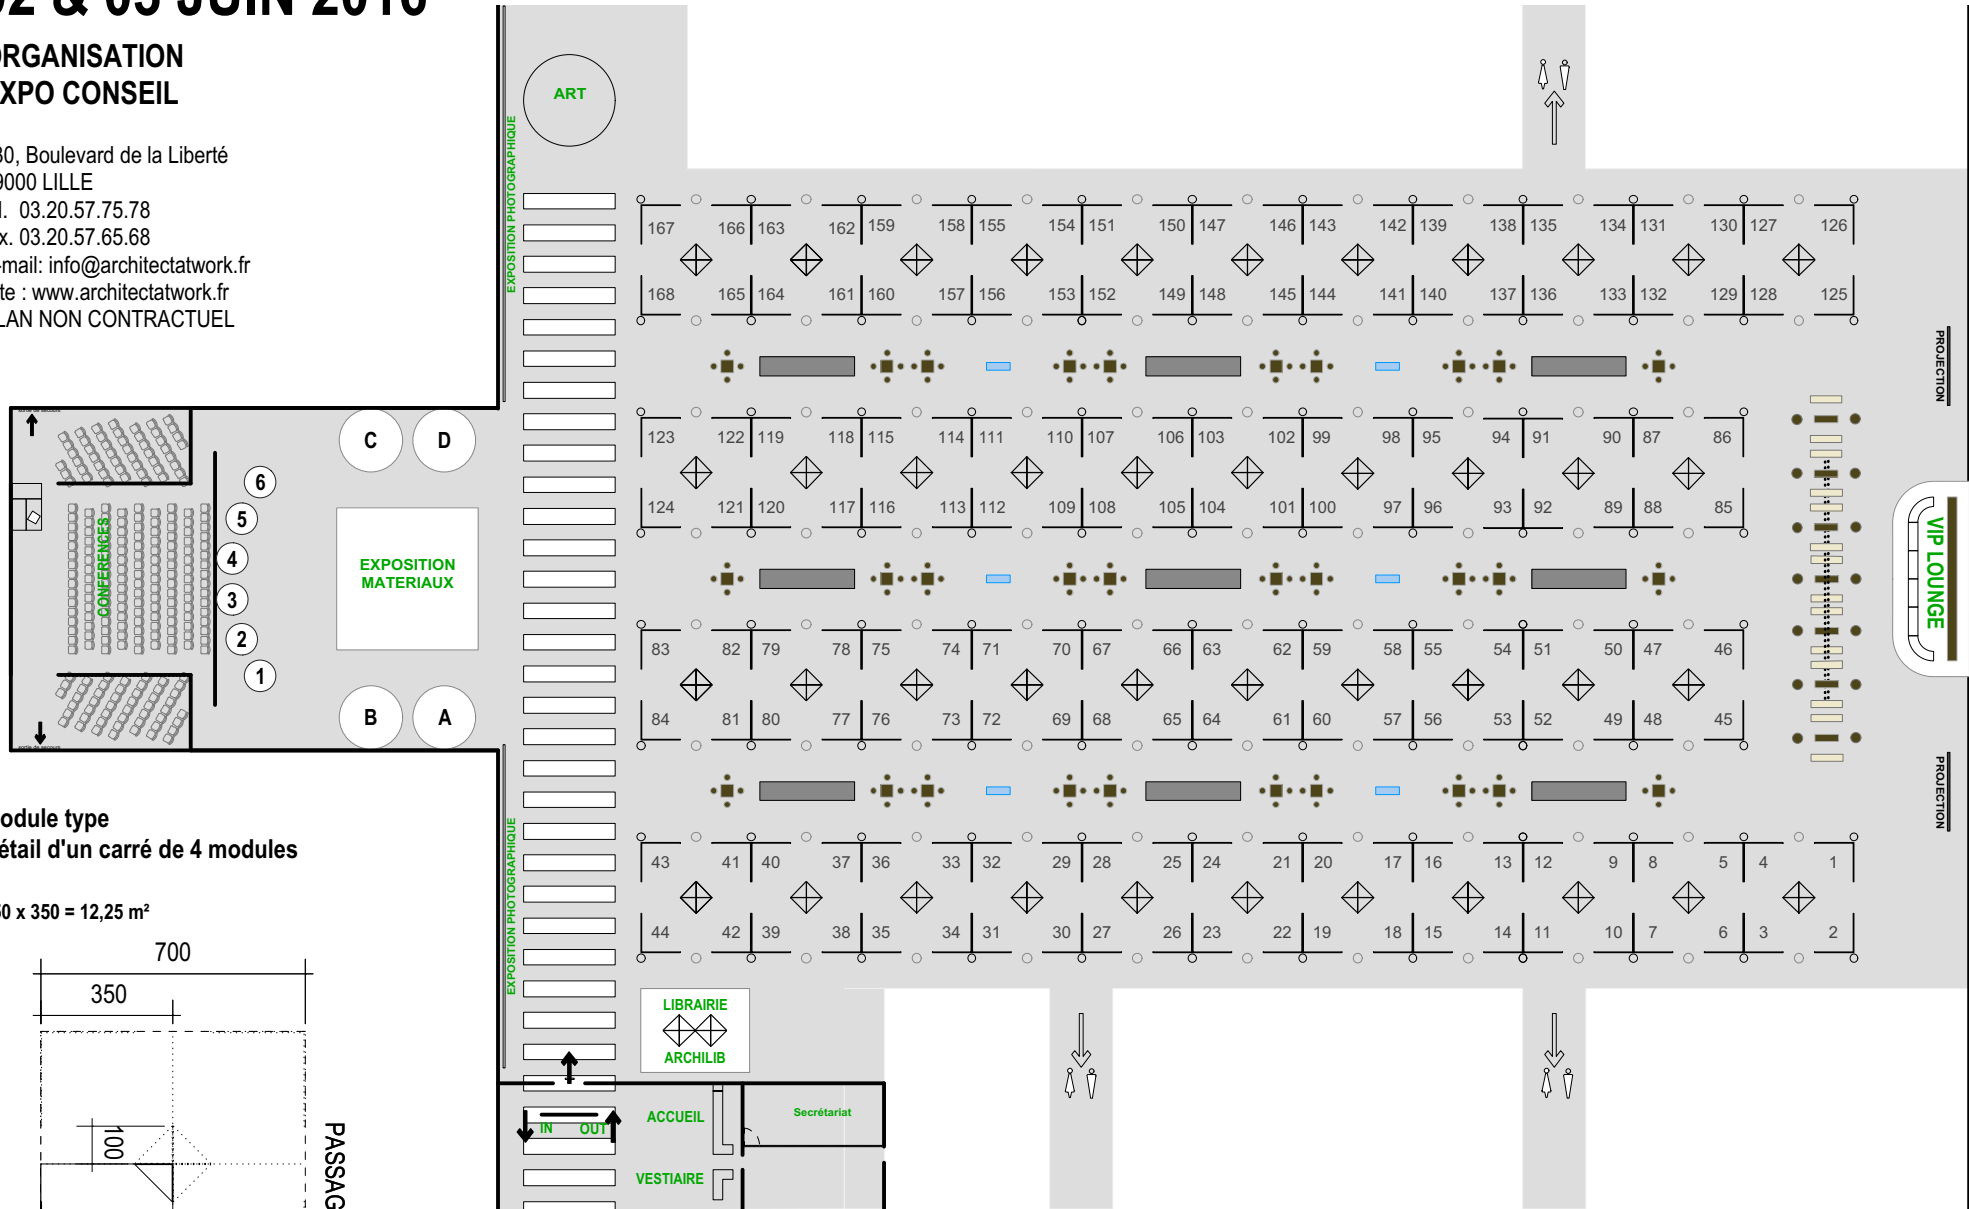 02 & 03 JUIN 2016
ORGANISATION
EXPO CONSEIL
30, Boulevard de la Liberté
9000 LILLE
l. 03.20.57.75.78
x. 03.20.57.65.68
-mail: info@architectatwork.fr
te : www.architectatwork.fr
LAN NON CONTRACTUEL
ART
EXPOSITION PHOTOGRAPHIQUE
167 166 163 162 159 158 155 154 151 150 147 146 143 142 139 138 135 134 131 130 127 126
168 165 164 161 160 157 156 153 152 149 148 145 144 141 140 137 136 133 132 129 128 125
PROJECTION
sortie de secours
C D
123 122 119 118 115 114 111 110 107 106 103 102 99 98 95 94 91 90 87 86
124 121 120 117 116 113 112 109 108 105 104 101 100 97 96 93 92 89 88 85
6
5
4
3
2
1
CONFERENCES
EXPOSITION
MATERIAUX
VIP LOUNGE
83 82 79 78 75 74 71 70 67 66 63 62 59 58 55 54 51 50 47 46
84 81 80 77 76 73 72 69 68 65 64 61 60 57 56 53 52 49 48 45
B A
sortie de secours
PROJECTION
EXPOSITION PHOTOGRAPHIQUE
43 41 40 37 36 33 32 29 28 25 24 21 20 17 16 13 12 9 8 5 4 1
44 42 39 38 35 34 31 30 27 26 23 22 19 18 15 14 11 10 7 6 3 2
odule type
étail d'un carré de 4 modules
50 x 350 = 12,25 m²
700
350
100
PASSAG
LIBRAIRIE
ARCHILIB
IN OUT
ACCUEIL
Secrétariat
VESTIAIRE